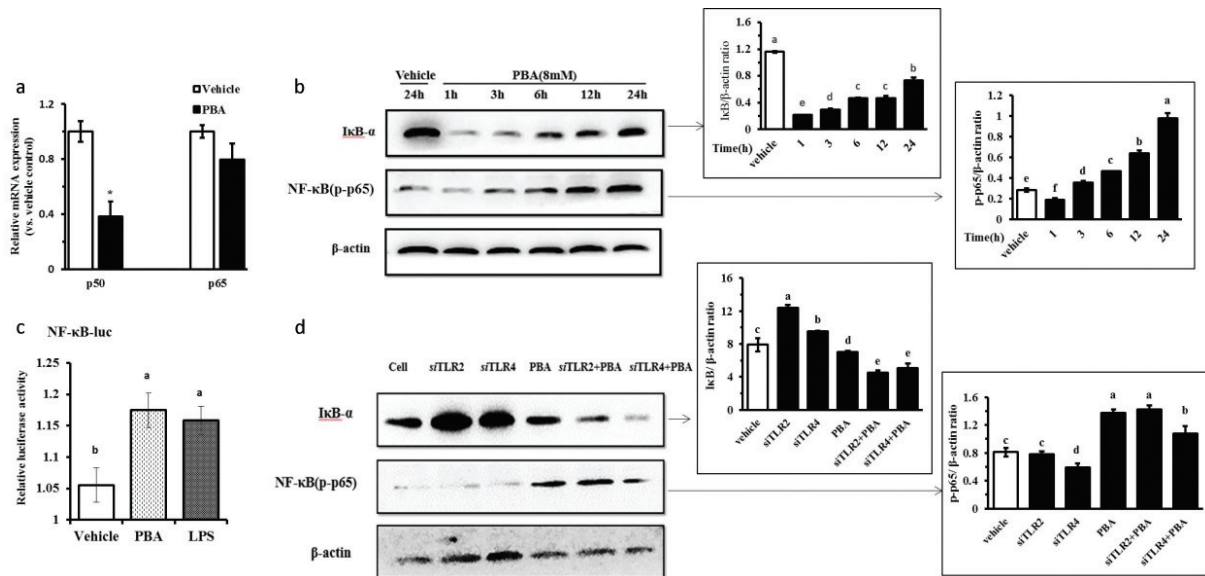 a
Relative mRNA expression
(vs. vehicle control)
1.2
0.8
0.4
0
Vehicle
PBA
*
p50
p65
b
Vehicle
PBA(8mM)
24h
1h
3h
6h
12h
24h
IκB-α
NF-κB(p-p65)
β-actin
IκB/β-actin ratio
1.6
1.2
0.8
0.4
0
a
e
d
c
c
b
Time(h)
vehicle
1
3
6
12
24
p-p65/β-actin ratio
1.2
1
0.8
0.6
0.4
0.2
0
e
f
d
c
b
a
Time(h)
vehicle
1
3
6
12
24
c
NF-κB-luc
Relative luciferase activity
1.25
1.2
1.15
1.1
1.05
1
b
a
a
Vehicle
PBA
LPS
d
Cell
siTLR2
siTLR4
PBA
siTLR2+PBA
siTLR4+PBA
IκB-α
NF-κB(p-p65)
β-actin
IκB/ β-actin ratio
16
12
8
4
0
c
a
b
d
e
e
vehicle
siTLR2
siTLR4
PBA
siTLR2+PBA
siTLR4+PBA
p-p65/ β-actin ratio
1.6
1.2
0.8
0.4
0
c
c
d
a
a
b
vehicle
siTLR2
siTLR4
PBA
siTLR2+PBA
siTLR4+PBA